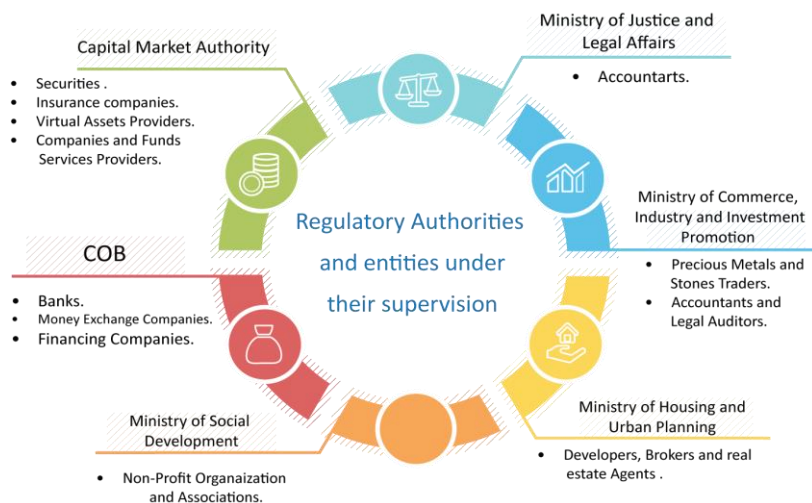 Capital Market Authority
• Securities .
• Insurance companies.
• Virtual Assets Providers.
• Companies and Funds
Services Providers.
Ministry of Justice and
Legal Affairs
• Accountarts.
Ministry of Commerce,
Industry and Investment
Promotion
• Precious Metals and
Stones Traders.
• Accountants and
Legal Auditors.
Regulatory Authorities
and entities under
their supervision
COB
• Banks.
• Money Exchange Companies.
• Financing Companies.
Ministry of Social
Development
• Non-Profit Organaization
and Associations.
Ministry of Housing and
Urban Planning
• Developers, Brokers and real
estate Agents .